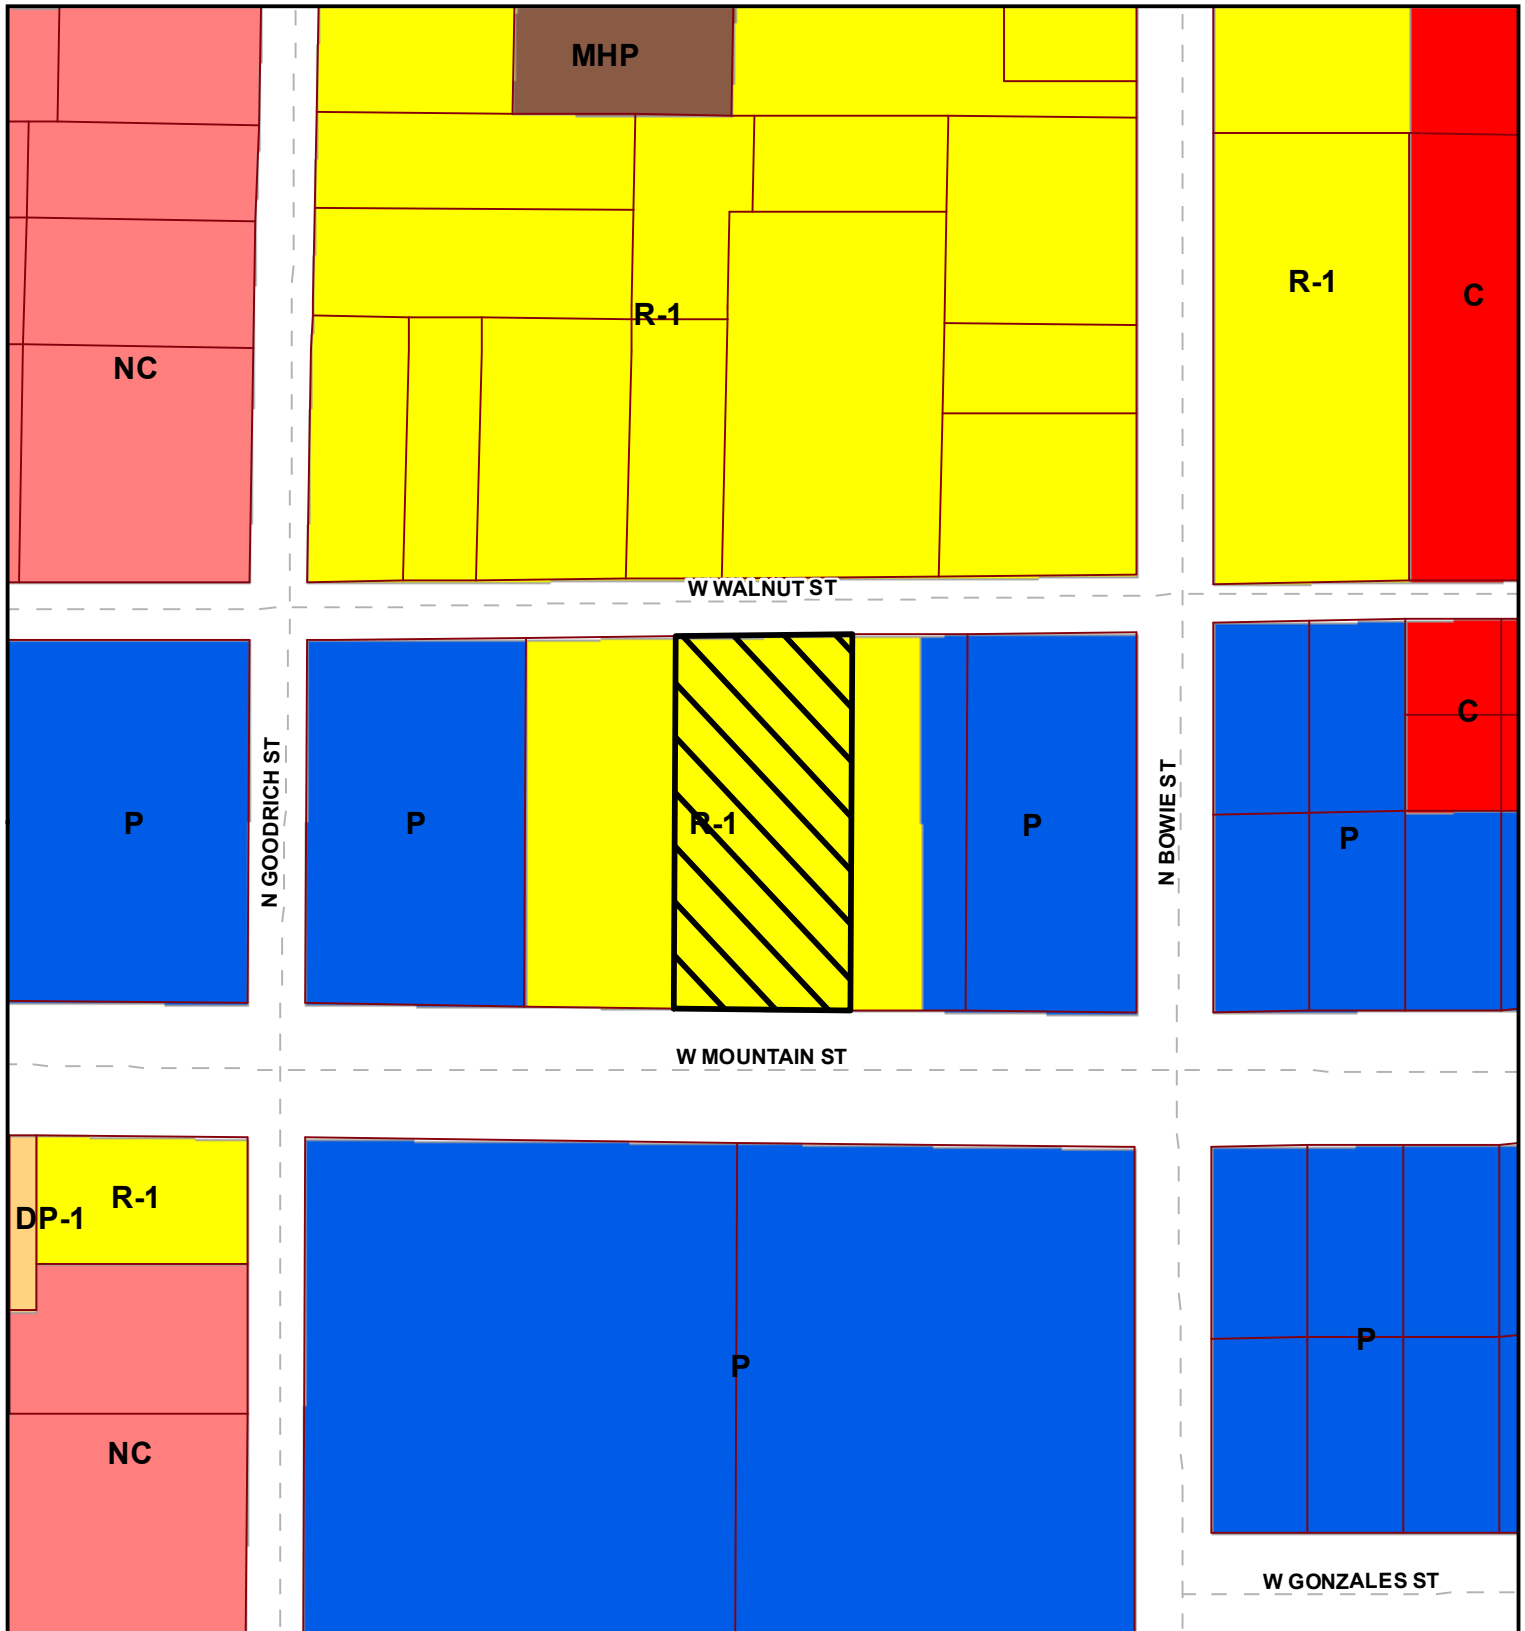 MHP
R-1
C
R-1
NC
W WALNUT ST
C
N GOODRICH ST
N BOWIE ST
P
P
R-1
P
P
W MOUNTAIN ST
R-1
DP-1
P
P
NC
W GONZALES ST